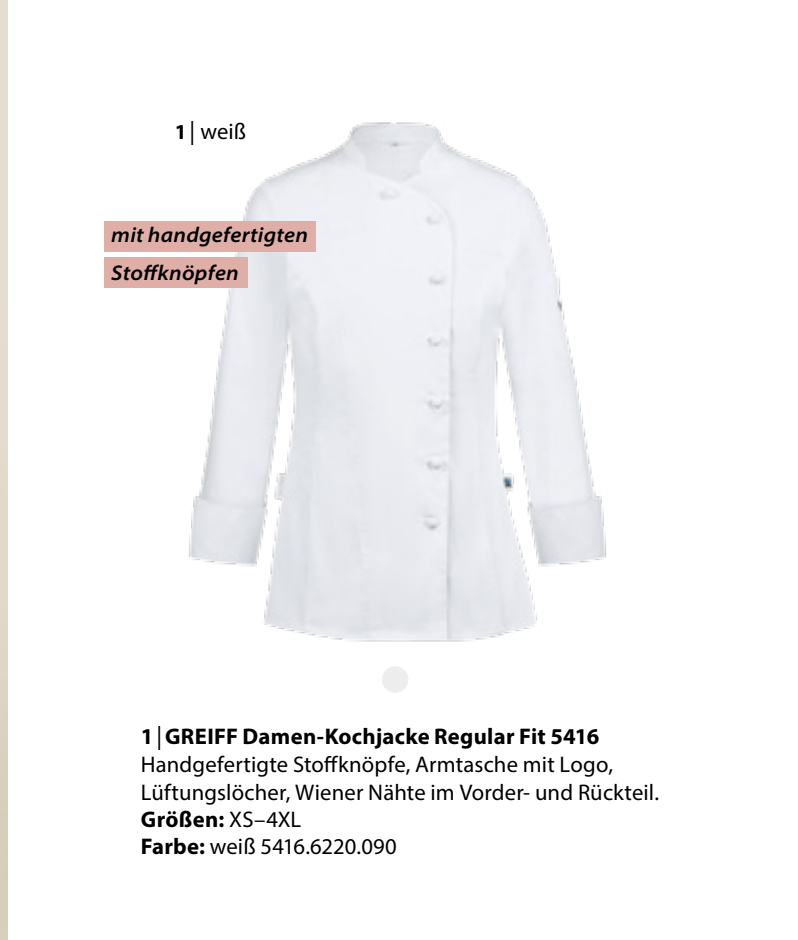 1 | weiß
mit handgefertigten
Stoffknöpfen
1 | GREIFF Damen-Kochjacke Regular Fit 5416
Handgefertigte Stoffknöpfe, Armtasche mit Logo,
Lüftungslöcher, Wiener Nähte im Vorder- und Rückteil.
Größen: XS–4XL
Farbe: weiß 5416.6220.090